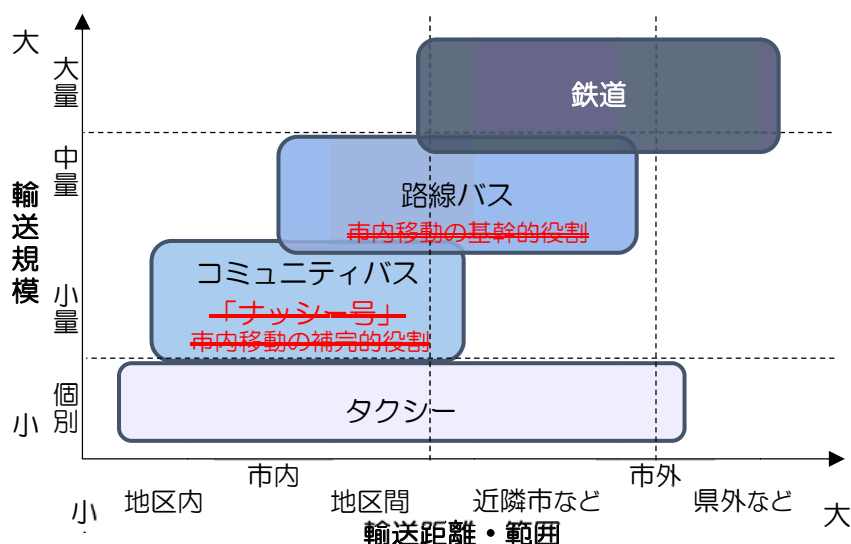 大
大量
鉄道
中量
路線バス
市内移動の基幹的役割
輸送規模
コミュニティバス
「ナッシー号」
市内移動の補完的役割
小量
個別
タクシー
小
市内
市外
小
地区内
地区間
近隣市など
県外など
大
輸送距離・範囲